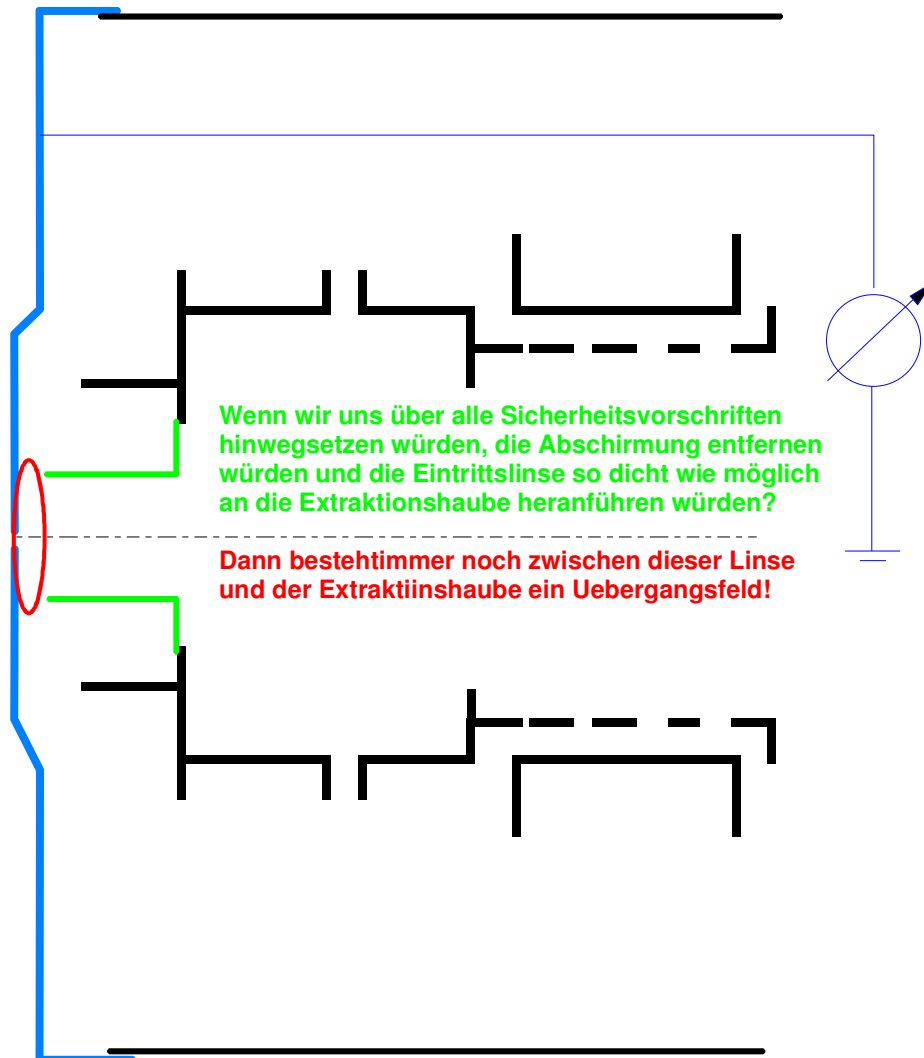 Wenn wir uns über alle Sicherheitsvorschriften
hinwegsetzen würden, die Abschirmung entfernen
würden und die Eintrittslinse so dicht wie möglich
an die Extraktionshaube heranführen würden?
Dann bestehtimmer noch zwischen dieser Linse
und der Extraktiinshaube ein Uebergangsfeld!